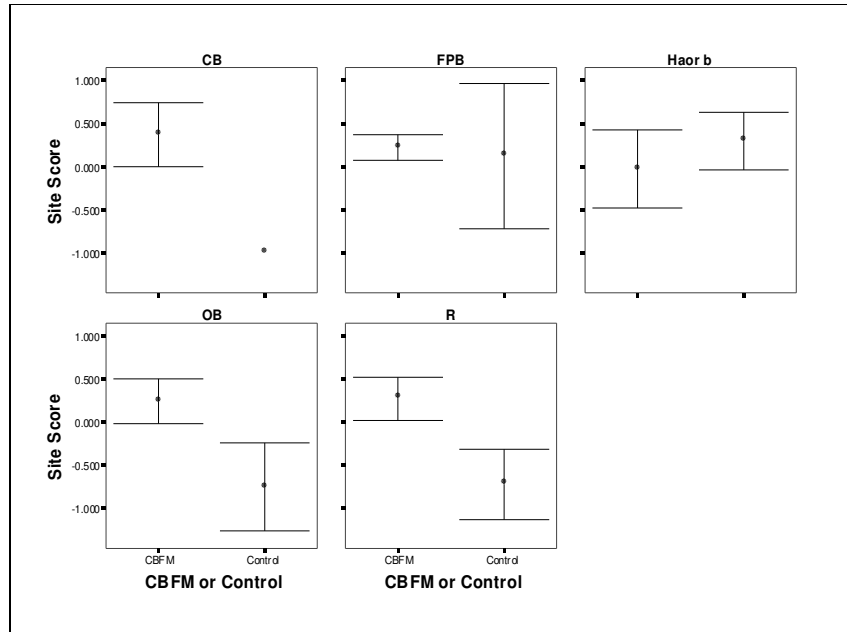 CB
FPB
Haor b
1.000
0.500
0.000
-0.500
-1.000
Site Score
OB
R
1.000
0.500
0.000
-0.500
-1.000
Site Score
CBFM
Control
CBFM
Control
CBFM or Control
CBFM or Control